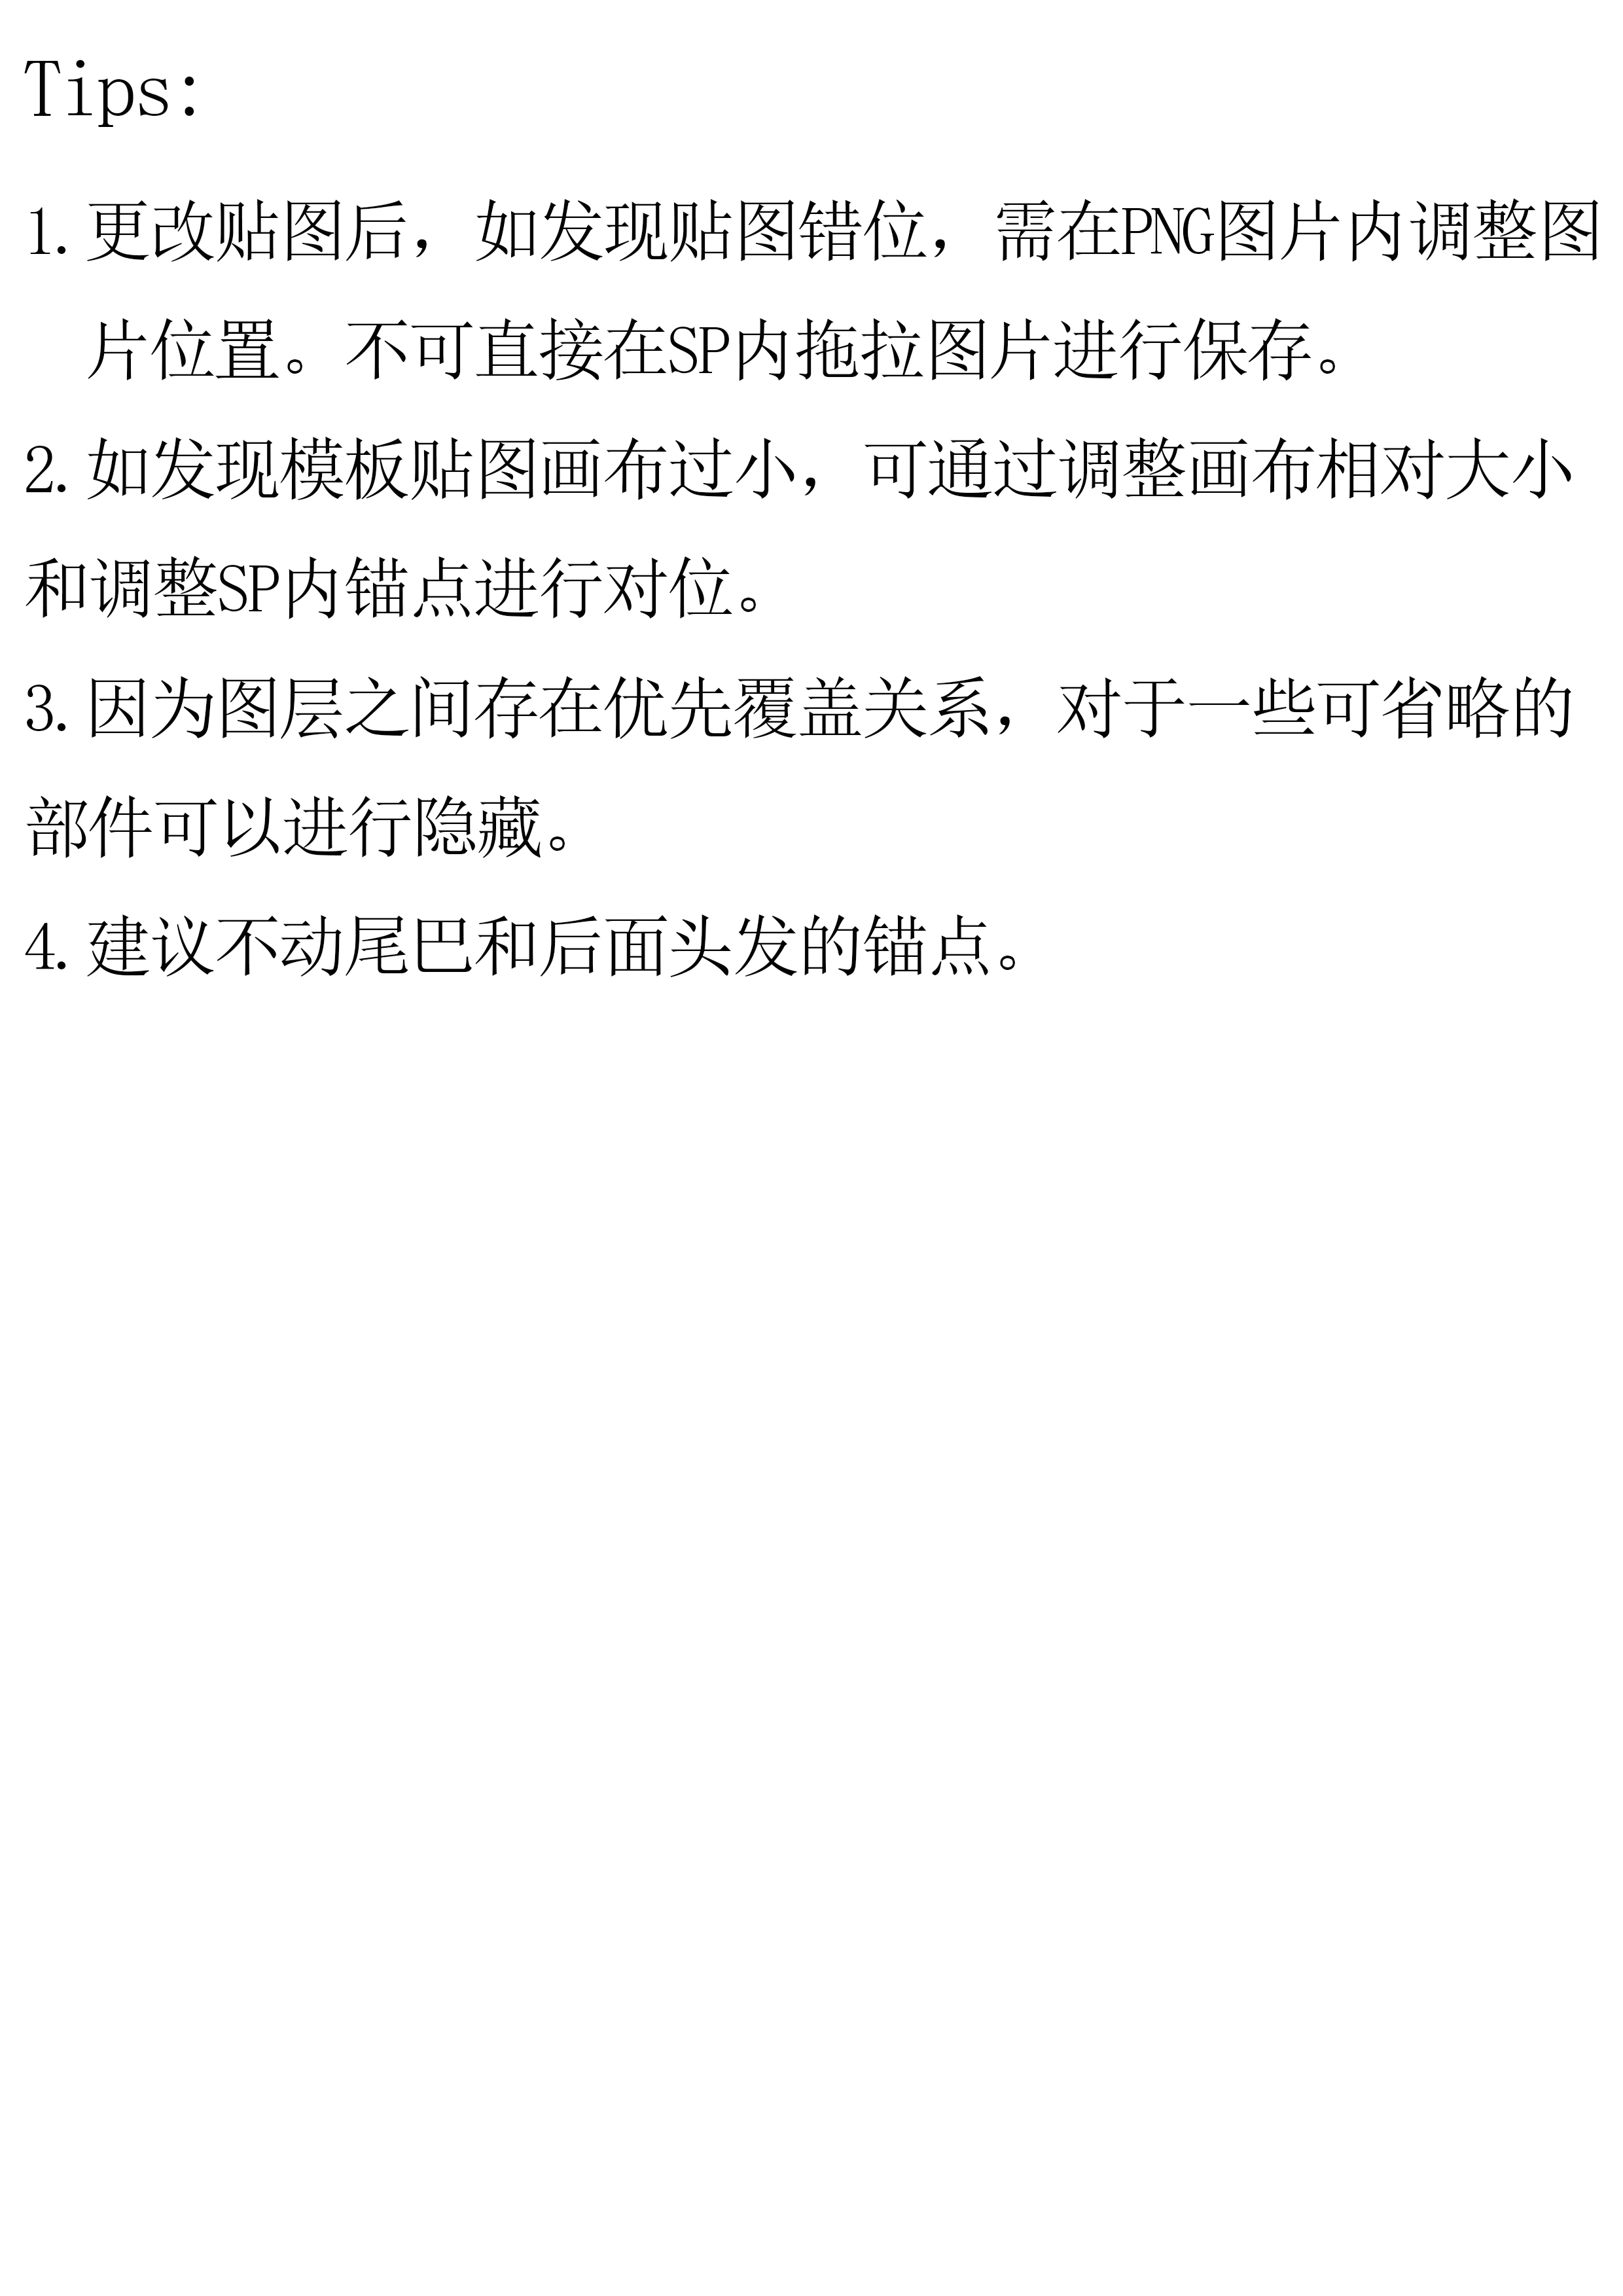 Tips:
1.更改贴图后，如发现贴图错位，需在PNG图片内调整图
片位置。不可直接在SP内拖拉图片进行保存。
2.如发现模板贴图画布过小，可通过调整画布相对大小
和调整SP内锚点进行对位。
3.因为图层之间存在优先覆盖关系，对于一些可省略的
部件可以进行隐藏。
4.建议不动尾巴和后面头发的锚点。